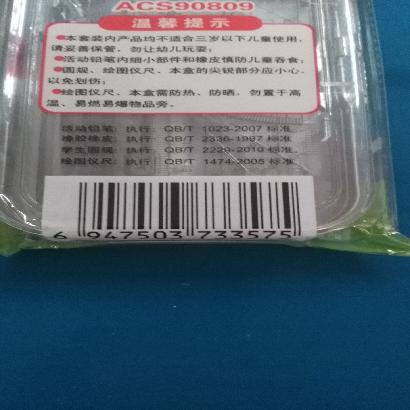 ACS90809
温馨提示
●本套装内产品均不适合三岁以下儿童使用,
请妥善保管，勿让幼儿玩耍;
●活动铅笔内细小部件和橡皮慎防儿童吞食;
●圆规、绘图仪尺、本盒的尖锐部分应小心,
以免划伤;
●绘图仪尺、本盒需防热、防晒，勿置于高
温、易燃易爆物品旁。
活动铅笔: 执行: QB/T 1023-2007 标准
橡胶橡皮: 执行: QB/T 2336-1997 标准
学生圆规: 执行: QB/T 2229-2010 标准
绘图仪尺: 执行: QB/T 1474-2005 标准
6 947503 733575